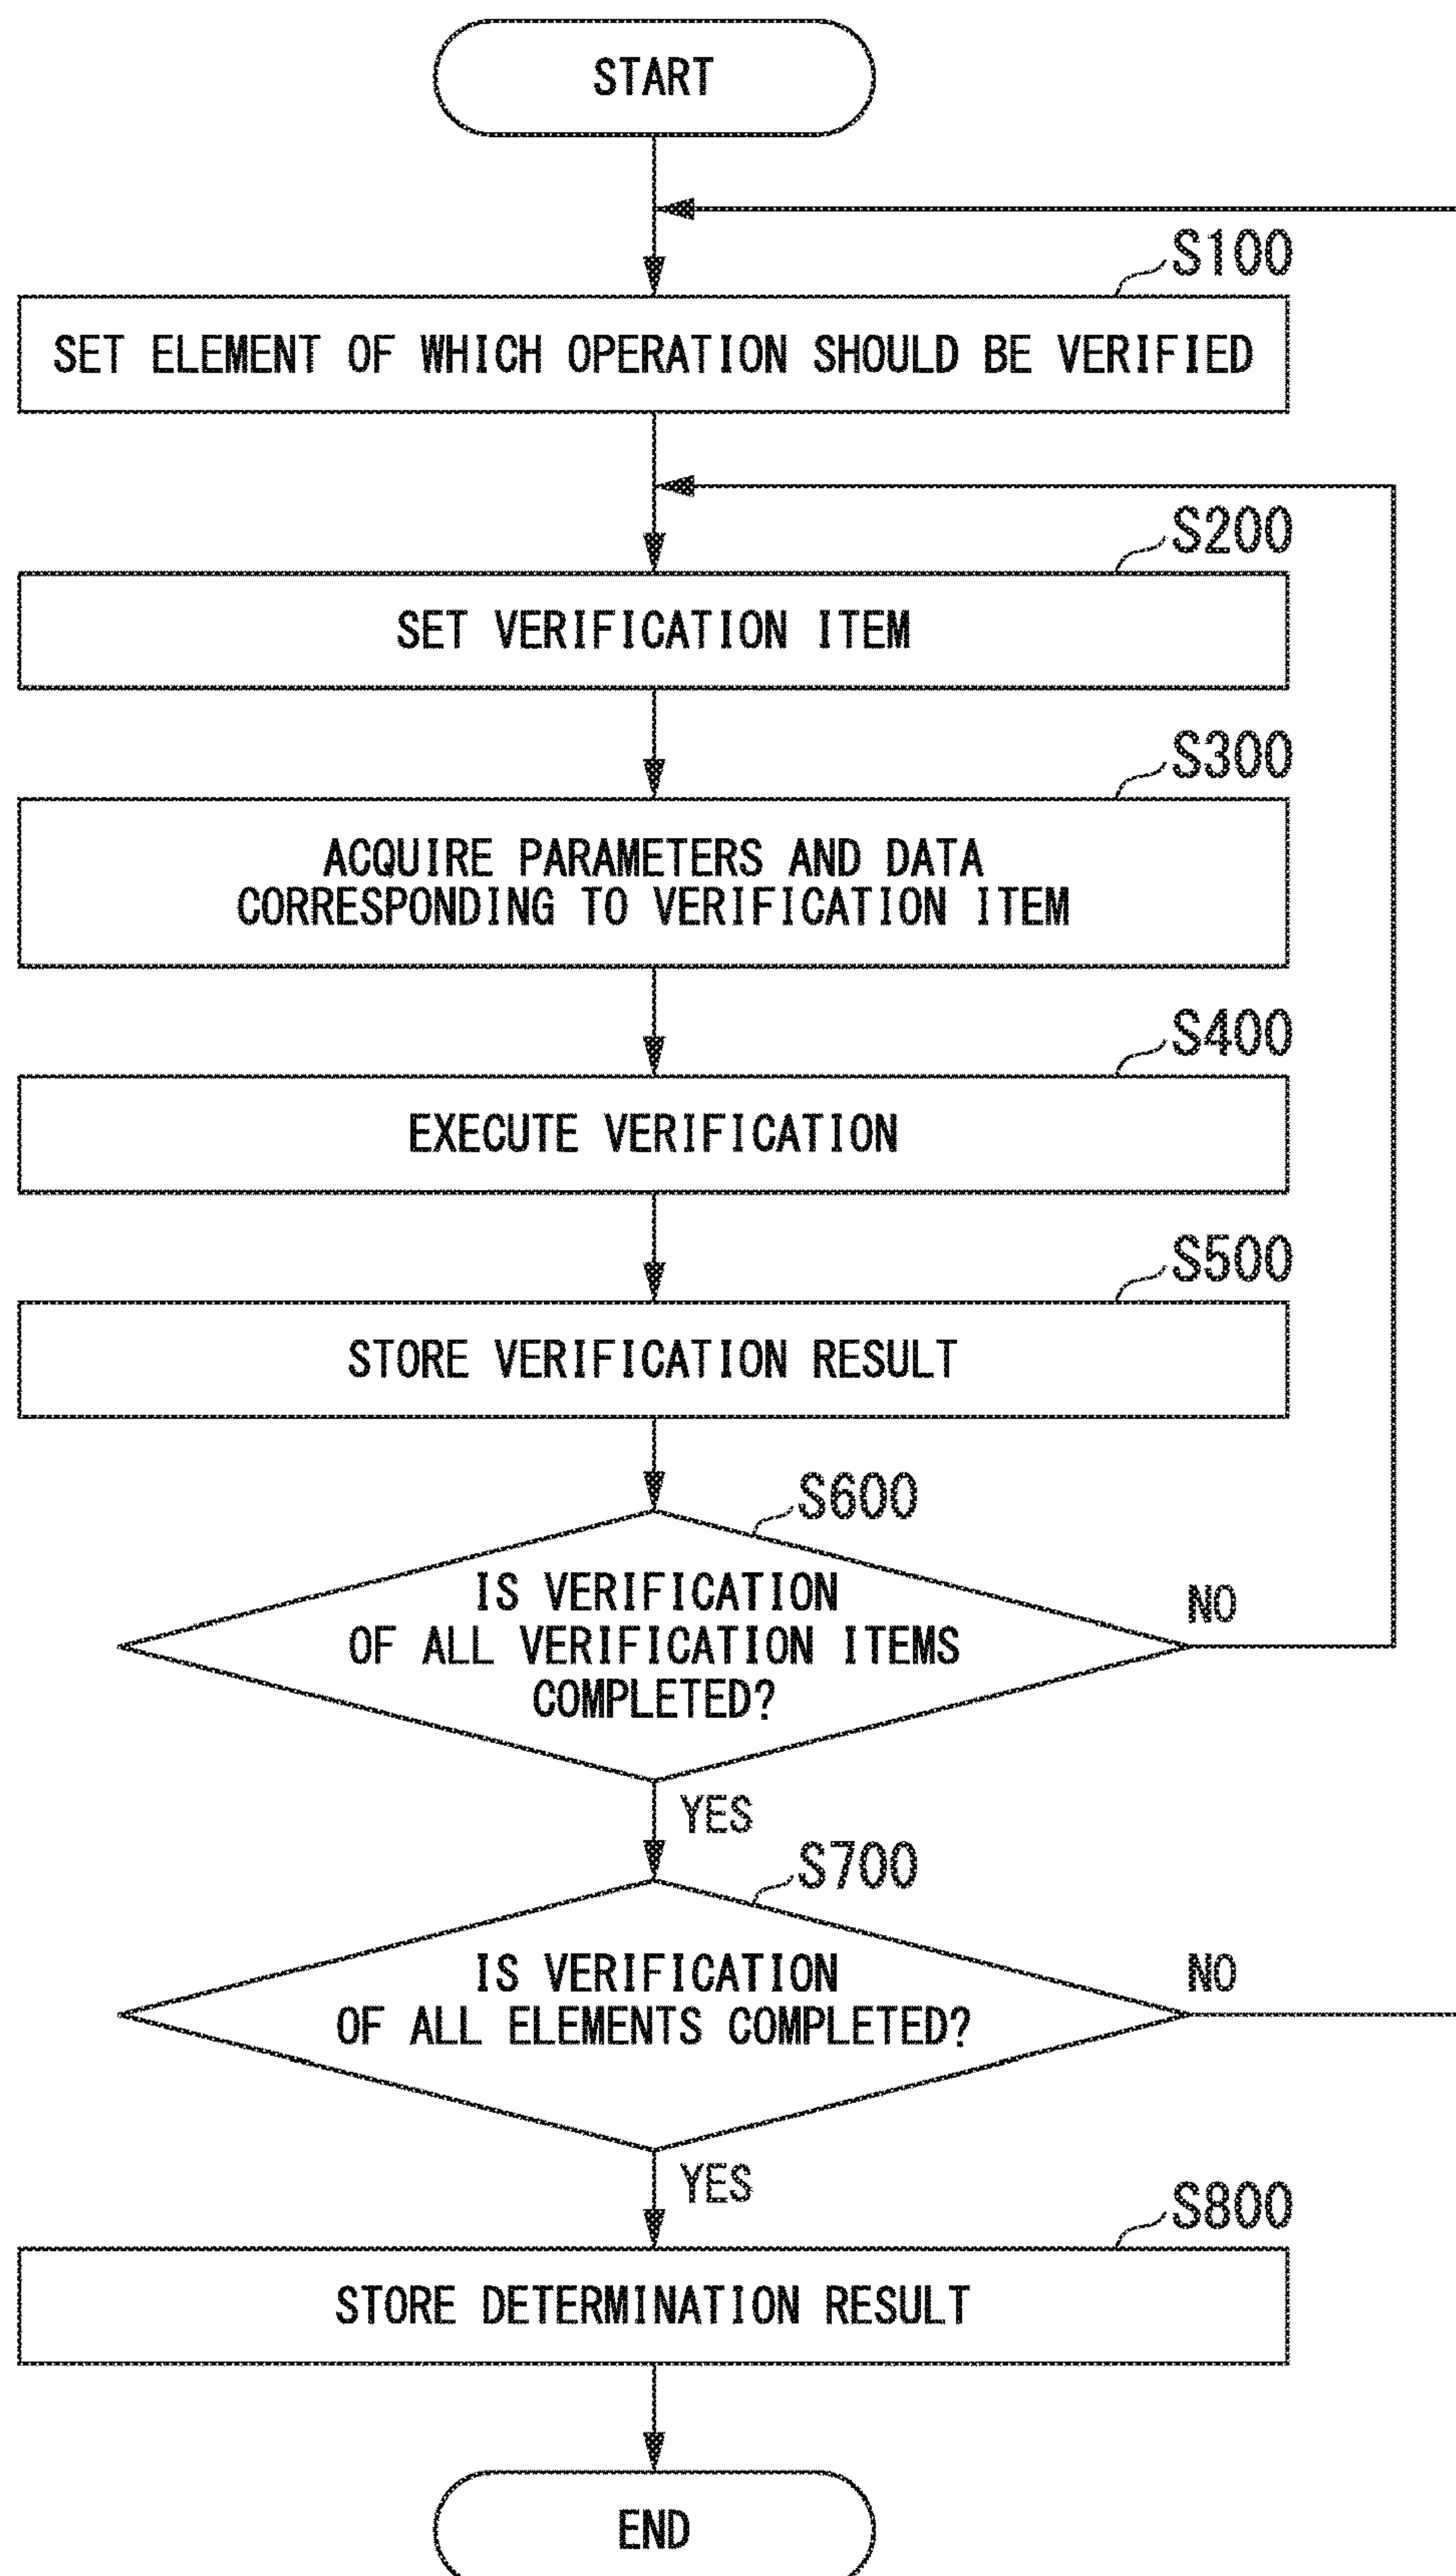 START
S100
SET ELEMENT OF WHICH OPERATION SHOULD BE VERIFIED
S200
SET VERIFICATION ITEM
S300
ACQUIRE PARAMETERS AND DATA
CORRESPONDING TO VERIFICATION ITEM
S400
EXECUTE VERIFICATION
S500
STORE VERIFICATION RESULT
S600
IS VERIFICATION
OF ALL VERIFICATION ITEMS
COMPLETED?
NO
YES
S700
IS VERIFICATION
OF ALL ELEMENTS COMPLETED?
NO
YES
S800
STORE DETERMINATION RESULT
END